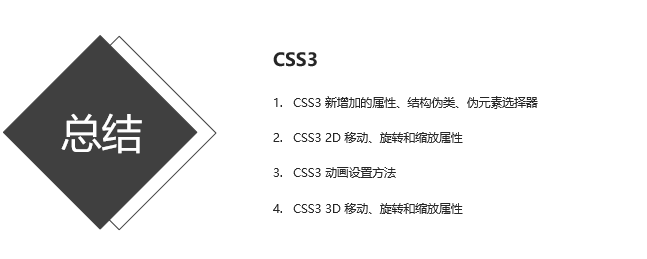 总结
CSS3
1. CSS3 新增加的属性、结构伪类、伪元素选择器
2. CSS3 2D 移动、旋转和缩放属性
3. CSS3 动画设置方法
4. CSS3 3D 移动、旋转和缩放属性